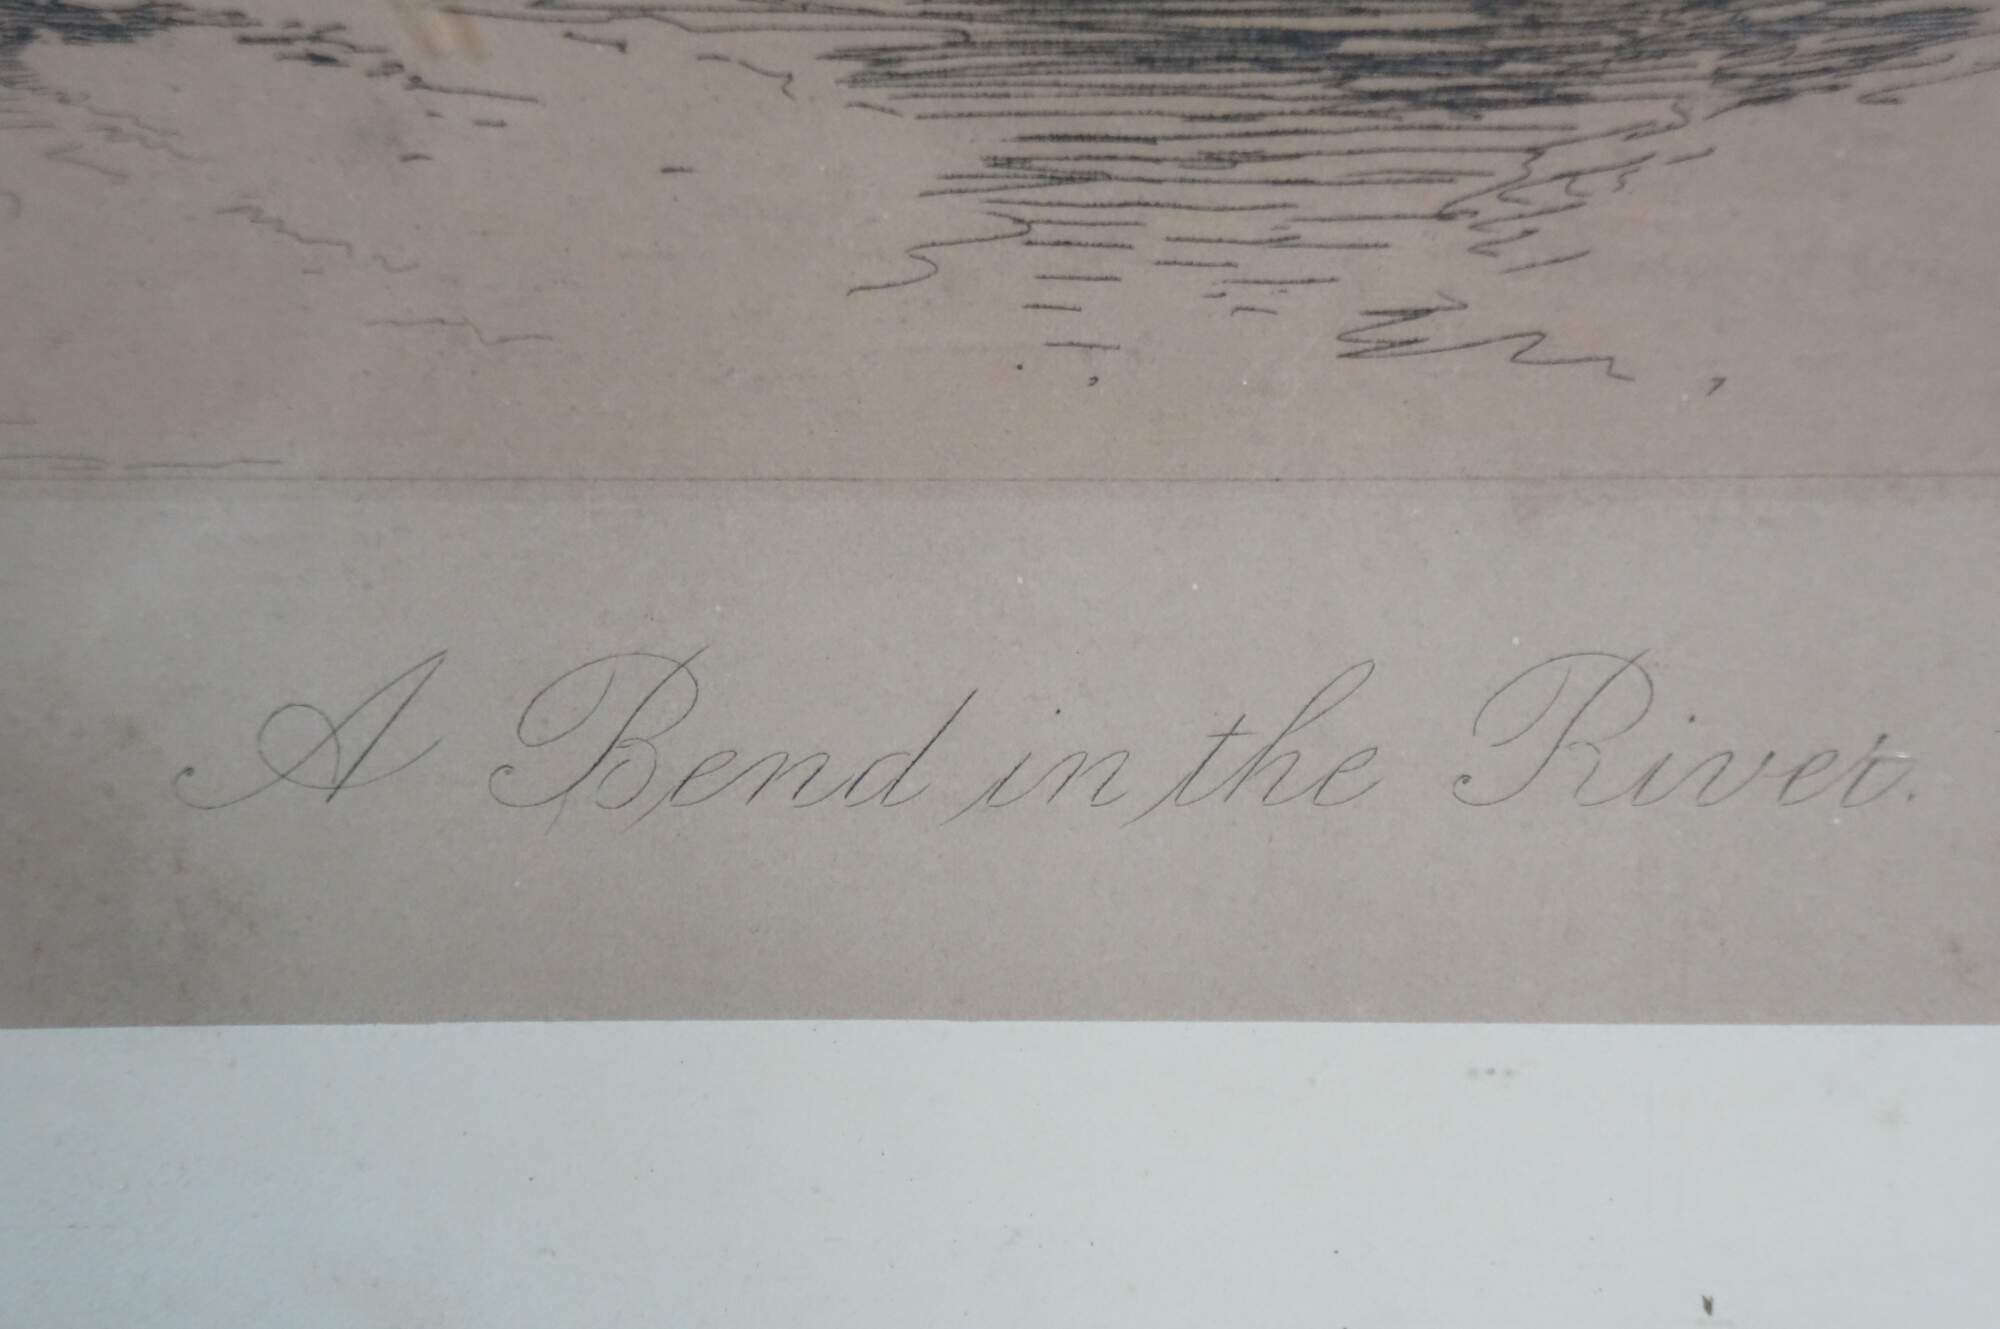 A Bend in the River.